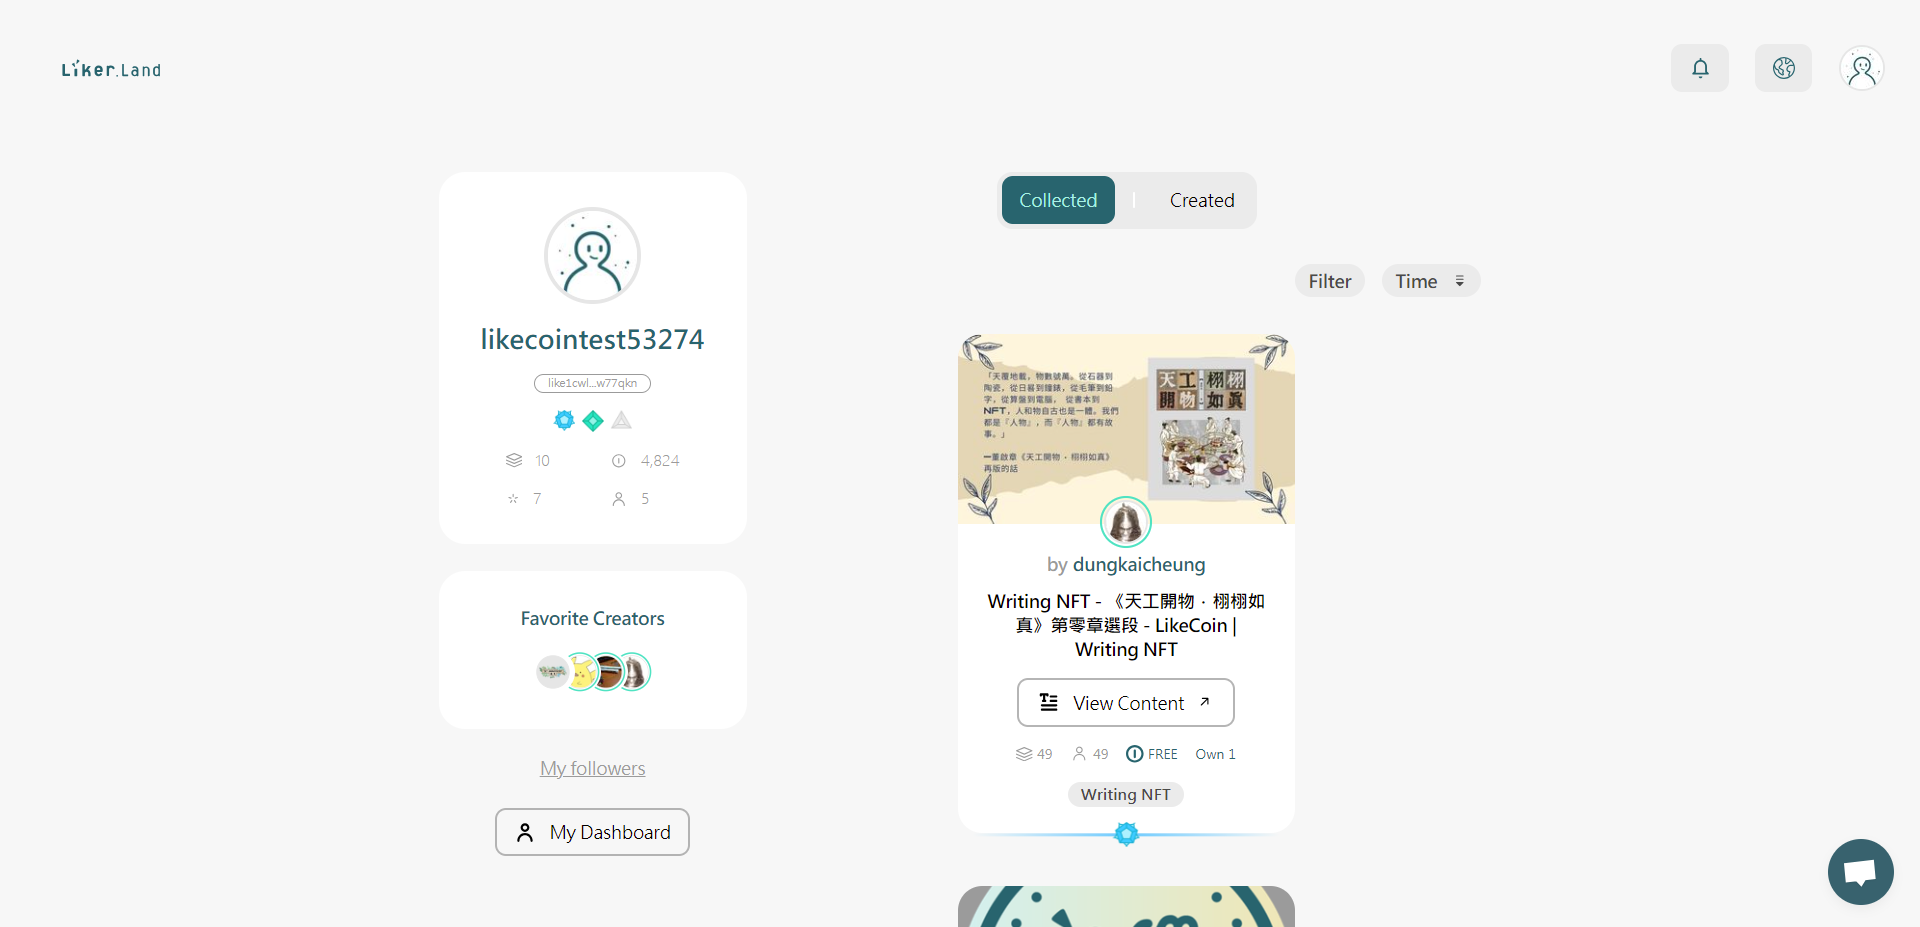 Liker.Land
likecointest53274
like1cwl...w77qkn
10
4,824
7
5
Favorite Creators
My followers
My Dashboard
Collected
Created
Filter
Time
「天覆地載，物數號萬。從石器到
陶瓷，從日晷到鐘錶，從毛筆到鉛
字，從算盤到電腦， 從書本到
NFT，人和物自古也是一體。我們
都是『人物』，而『人物』都有故
事。」
—董啟章《天工開物．栩栩如真》
再版的話
天工 栩栩
開物 如真
by dungkaicheung
Writing NFT - 《天工開物．栩栩如
真》第零章選段 - LikeCoin |
Writing NFT
View Content
49
49
FREE
Own 1
Writing NFT